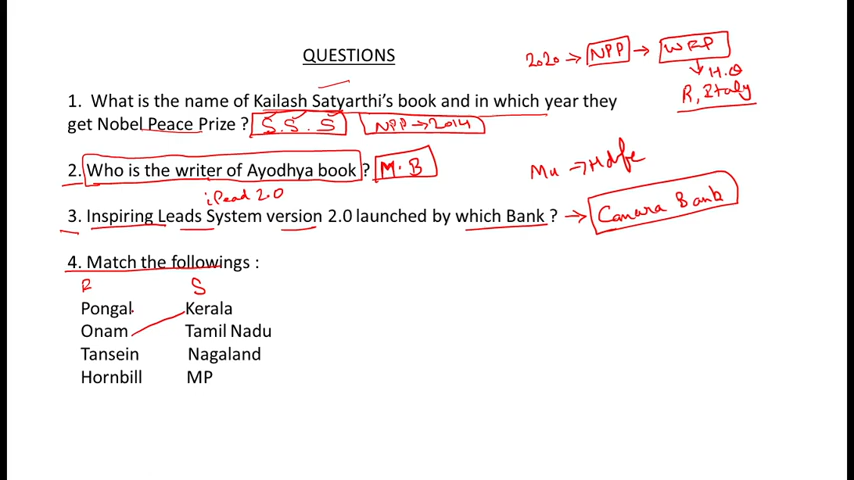 QUESTIONS
2020 → NPP → WFP
↓ H.Q
R, Italy
1. What is the name of Kailash Satyarthi's book and in which year they
get Nobel Peace Prize ? S.S.S NPP → 2014
2. Who is the writer of Ayodhya book ? M.B
Mu → Hdfc
iLead 2.0
3. Inspiring Leads System version 2.0 launched by which Bank ? → Canara Bank
4. Match the followings :
F S
Pongal Kerala
Onam Tamil Nadu
Tansein Nagaland
Hornbill MP